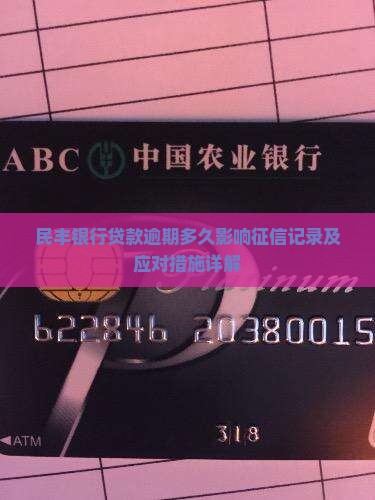 ABC 中国农业银行
民丰银行贷款逾期多久影响征信记录及
应对措施详解
Platinum
622846 20380015
◀ATM
3|18